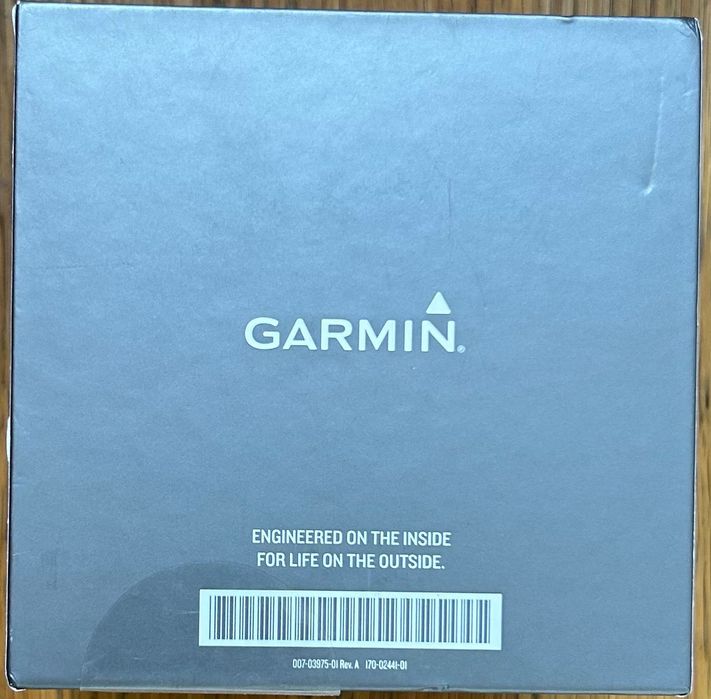 GARMIN®
ENGINEERED ON THE INSIDE
FOR LIFE ON THE OUTSIDE.
007-03975-01 Rev. A 170-02441-01